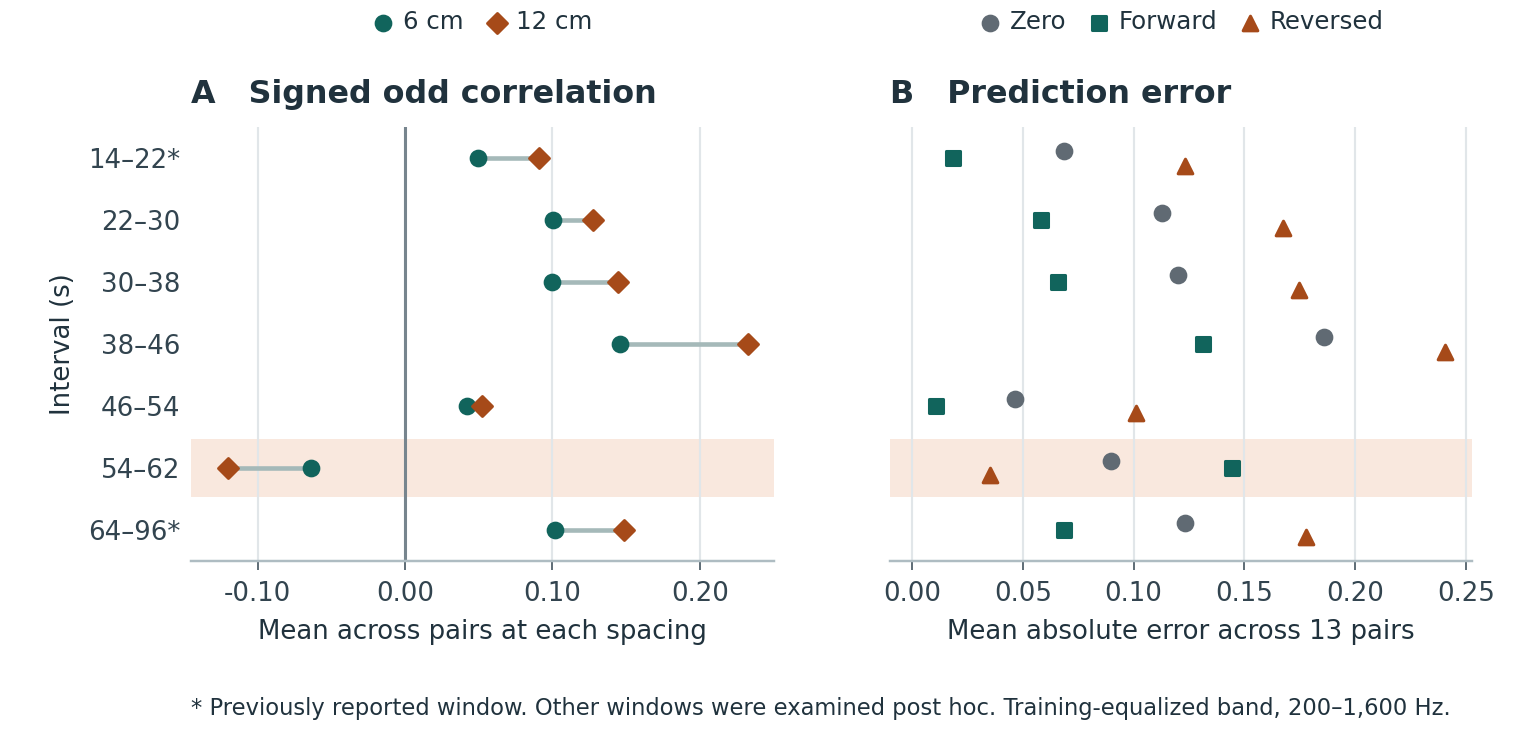 6 cm 12 cm
Zero Forward Reversed
A Signed odd correlation
B Prediction error
Interval (s)
14–22*
22–30
30–38
38–46
46–54
54–62
64–96*
-0.10 0.00 0.10 0.20
0.00 0.05 0.10 0.15 0.20 0.25
Mean across pairs at each spacing
Mean absolute error across 13 pairs
* Previously reported window. Other windows were examined post hoc. Training-equalized band, 200–1,600 Hz.